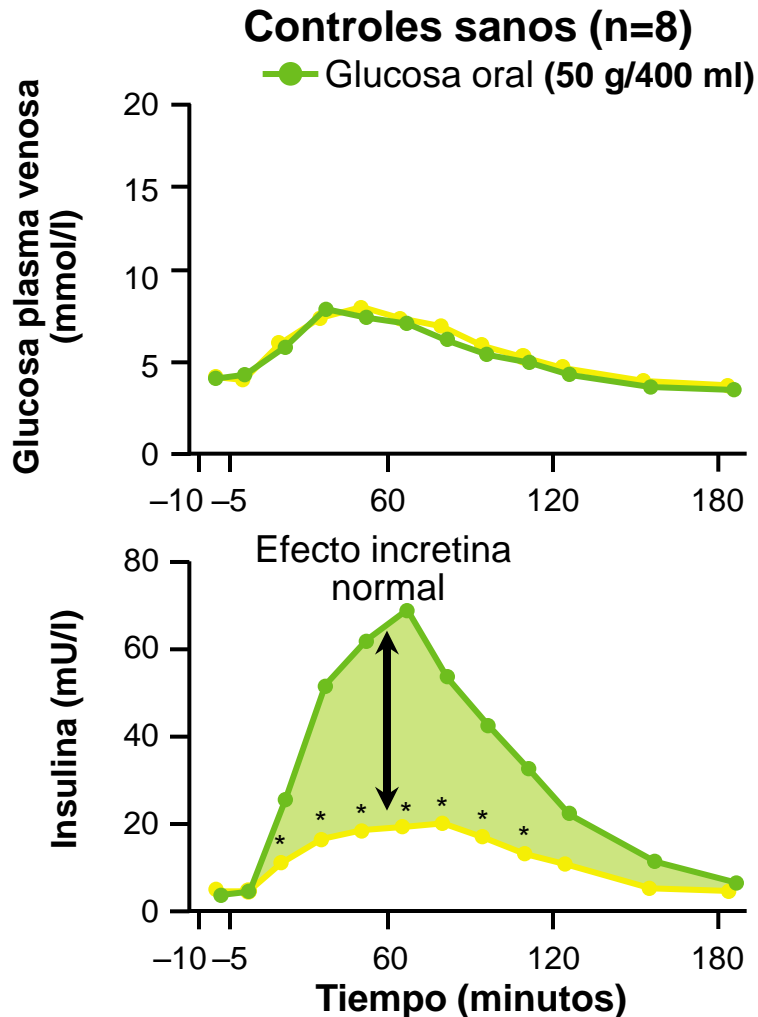 Controles sanos (n=8)
Glucosa oral (50 g/400 ml)
Glucosa plasma venosa
(mmol/l)
20
15
10
5
0
–10 –5 60 120 180
Efecto incretina
normal
Insulina (mU/l)
80
60
40
20
0
* * * * * * *
–10 –5 60 120 180
Tiempo (minutos)